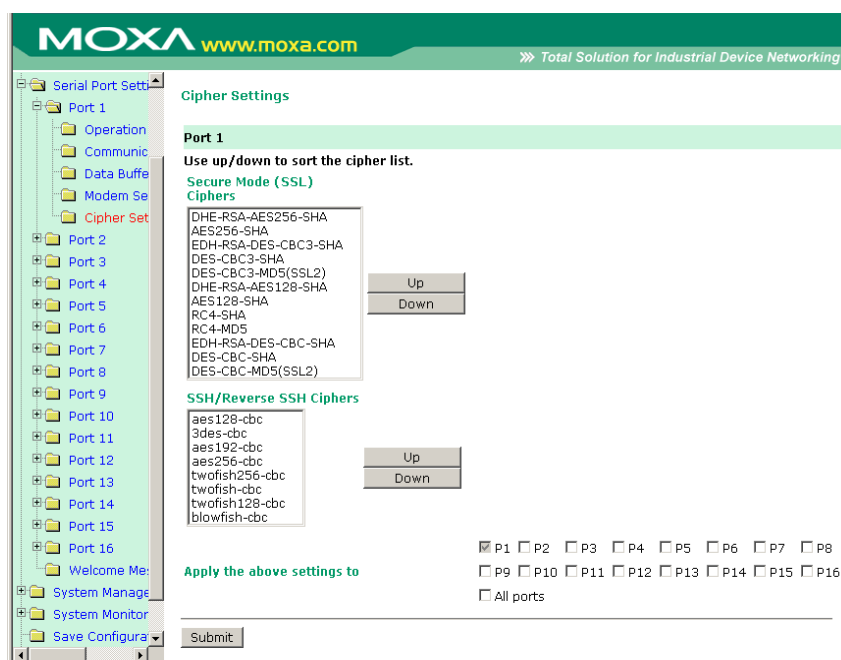 MOXA www.moxa.com
Total Solution for Industrial Device Networking
Serial Port Setti
Port 1
Operation
Communic
Data Buffe
Modem Se
Cipher Set
Port 2
Port 3
Port 4
Port 5
Port 6
Port 7
Port 8
Port 9
Port 10
Port 11
Port 12
Port 13
Port 14
Port 15
Port 16
Welcome Me
System Manage
System Monitor
Save Configura
Cipher Settings
Port 1
Use up/down to sort the cipher list.
Secure Mode (SSL)
Ciphers
DHE-RSA-AES256-SHA
AES256-SHA
EDH-RSA-DES-CBC3-SHA
DES-CBC3-SHA
DES-CBC3-MD5(SSL2)
DHE-RSA-AES128-SHA
AES128-SHA
RC4-SHA
RC4-MD5
EDH-RSA-DES-CBC-SHA
DES-CBC-SHA
DES-CBC-MD5(SSL2)
Up
Down
SSH/Reverse SSH Ciphers
aes128-cbc
3des-cbc
aes192-cbc
aes256-cbc
twofish256-cbc
twofish-cbc
twofish128-cbc
blowfish-cbc
Up
Down
Apply the above settings to
P1 P2 P3 P4 P5 P6 P7 P8
P9 P10 P11 P12 P13 P14 P15 P16
All ports
Submit